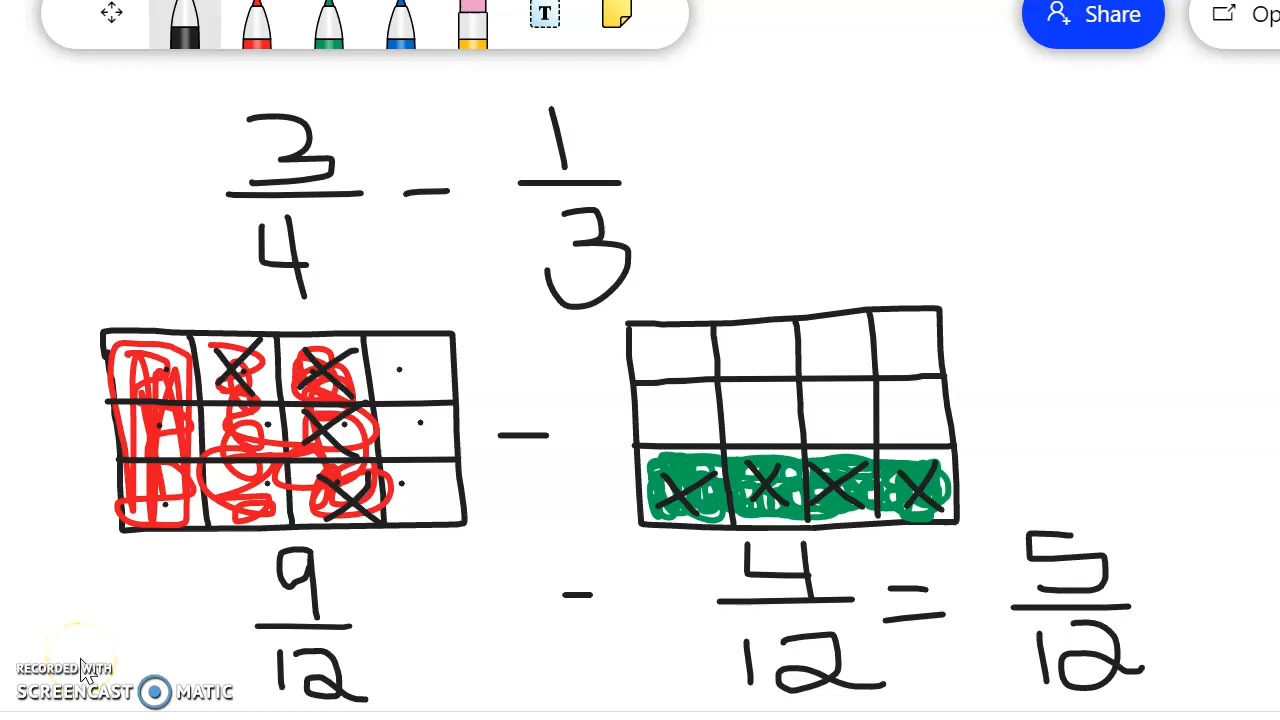 T Share Op
3/4 - 1/3
-
9/12 - 4/12 = 5/12
RECORDED WITH
SCREENCAST MATIC